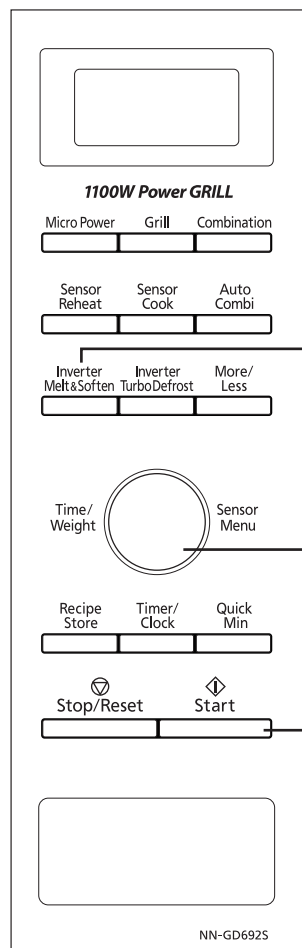 1100W Power GRILL
Micro Power Grill Combination
Sensor Sensor Auto
Reheat Cook Combi
Inverter Inverter More/
Melt&Soften TurboDefrost Less
Time/ Sensor
Weight Menu
Recipe Timer/ Quick
Store Clock Min
Stop/Reset Start
NN-GD692S